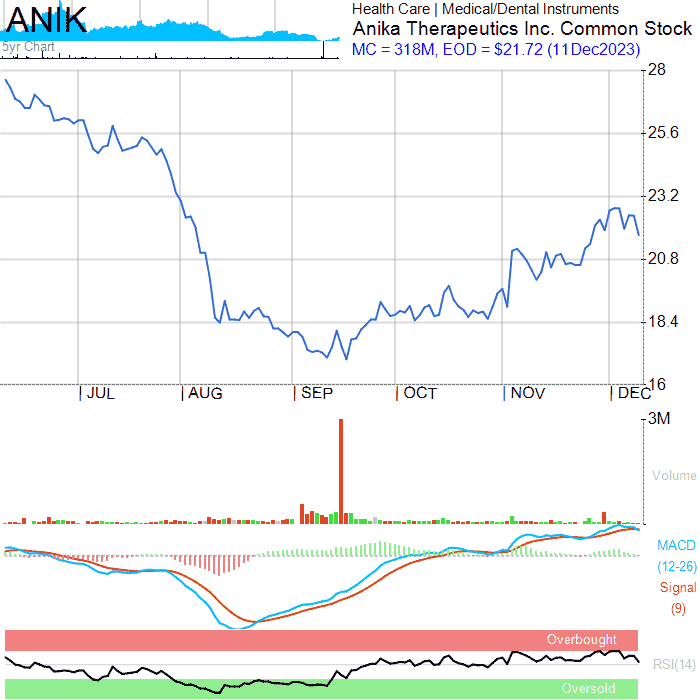 ANIK
5yr Chart
Health Care | Medical/Dental Instruments
Anika Therapeutics Inc. Common Stock
MC = 318M, EOD = $21.72 (11Dec2023)
28
25.6
23.2
20.8
18.4
16
| JUL | AUG | SEP | OCT | NOV | DEC
3M
Volume
MACD
(12-26)
Signal
(9)
Overbought
RSI(14)
Oversold